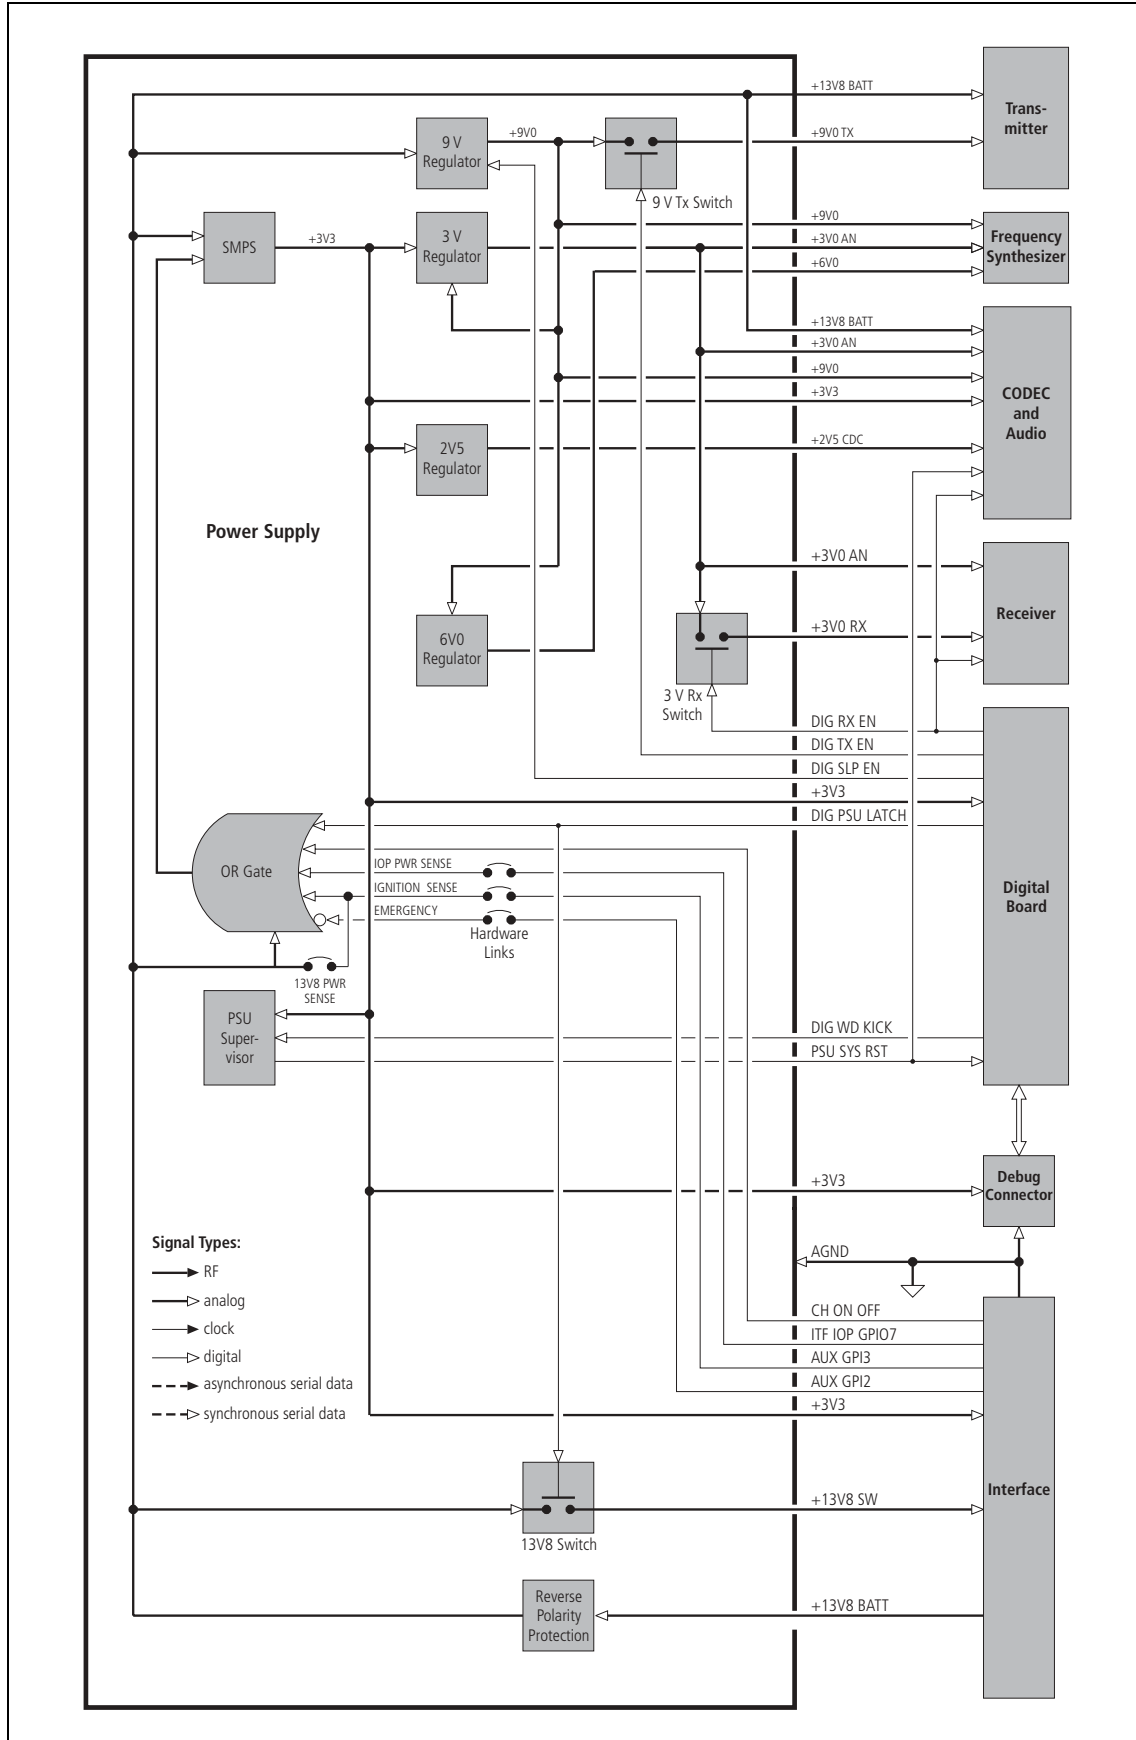 +13V8 BATT
Trans-
mitter
9 V
Regulator
+9V0
+9V0 TX
9 V Tx Switch
SMPS
+3V3
3 V
Regulator
+9V0
+3V0 AN
+6V0
Frequency
Synthesizer
+13V8 BATT
+3V0 AN
+9V0
+3V3
+2V5 CDC
CODEC
and
Audio
2V5
Regulator
Power Supply
6V0
Regulator
+3V0 AN
+3V0 RX
Receiver
3 V Rx
Switch
DIG RX EN
DIG TX EN
DIG SLP EN
+3V3
DIG PSU LATCH
OR Gate
IOP PWR SENSE
IGNITION SENSE
EMERGENCY
Hardware
Links
13V8 PWR
SENSE
Digital
Board
PSU
Super-
visor
DIG WD KICK
PSU SYS RST
+3V3
Debug
Connector
AGND
Signal Types:
RF
analog
clock
digital
asynchronous serial data
synchronous serial data
CH ON OFF
ITF IOP GPIO7
AUX GPI3
AUX GPI2
+3V3
+13V8 SW
Interface
13V8 Switch
Reverse
Polarity
Protection
+13V8 BATT